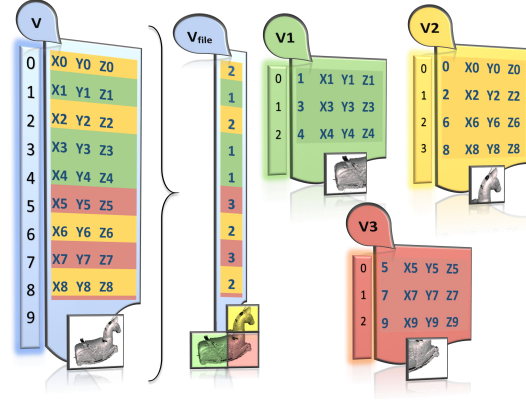 V
0 X0 Y0 Z0
1 X1 Y1 Z1
2 X2 Y2 Z2
3 X3 Y3 Z3
4 X4 Y4 Z4
5 X5 Y5 Z5
6 X6 Y6 Z6
7 X7 Y7 Z7
8 X8 Y8 Z8
9
Vfile
2
1
2
1
1
3
2
3
2
V1
0 1 X1 Y1 Z1
1 3 X3 Y3 Z3
2 4 X4 Y4 Z4
V2
0 0 X0 Y0 Z0
1 2 X2 Y2 Z2
2 6 X6 Y6 Z6
3 8 X8 Y8 Z8
V3
0 5 X5 Y5 Z5
1 7 X7 Y7 Z7
2 9 X9 Y9 Z9